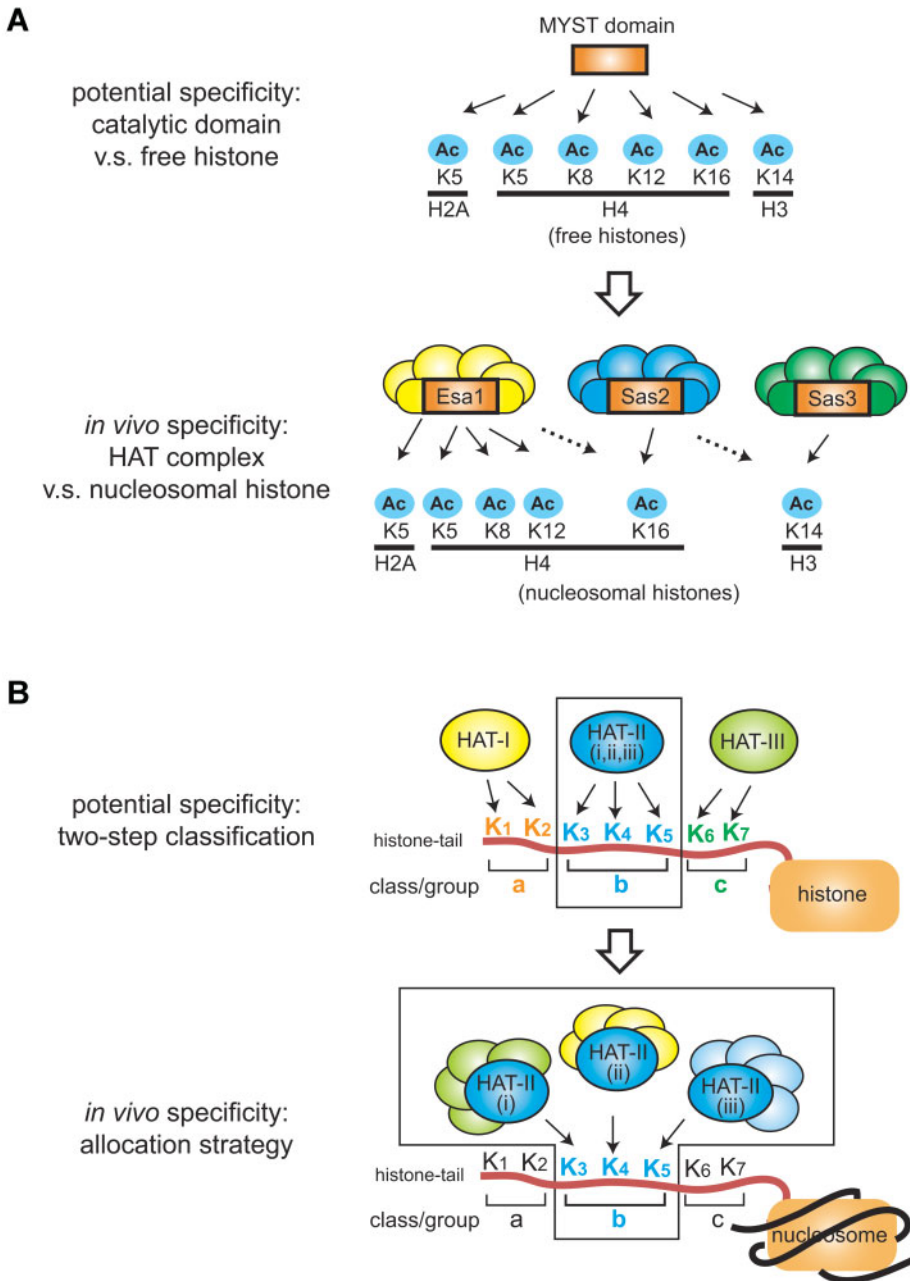 A
MYST domain
potential specificity:
catalytic domain
v.s. free histone
Ac Ac Ac Ac Ac Ac
K5 K5 K8 K12 K16 K14
H2A H4 H3
(free histones)
Esa1 Sas2 Sas3
in vivo specificity:
HAT complex
v.s. nucleosomal histone
Ac Ac Ac Ac Ac Ac
K5 K5 K8 K12 K16 K14
H2A H4 H3
(nucleosomal histones)
B
HAT-I HAT-II (i,ii,iii) HAT-III
potential specificity:
two-step classification
histone-tail K1 K2 K3 K4 K5 K6 K7
class/group a b c
histone
HAT-II (i) HAT-II (ii) HAT-II (iii)
in vivo specificity:
allocation strategy
histone-tail K1 K2 K3 K4 K5 K6 K7
class/group a b c
nucleosome